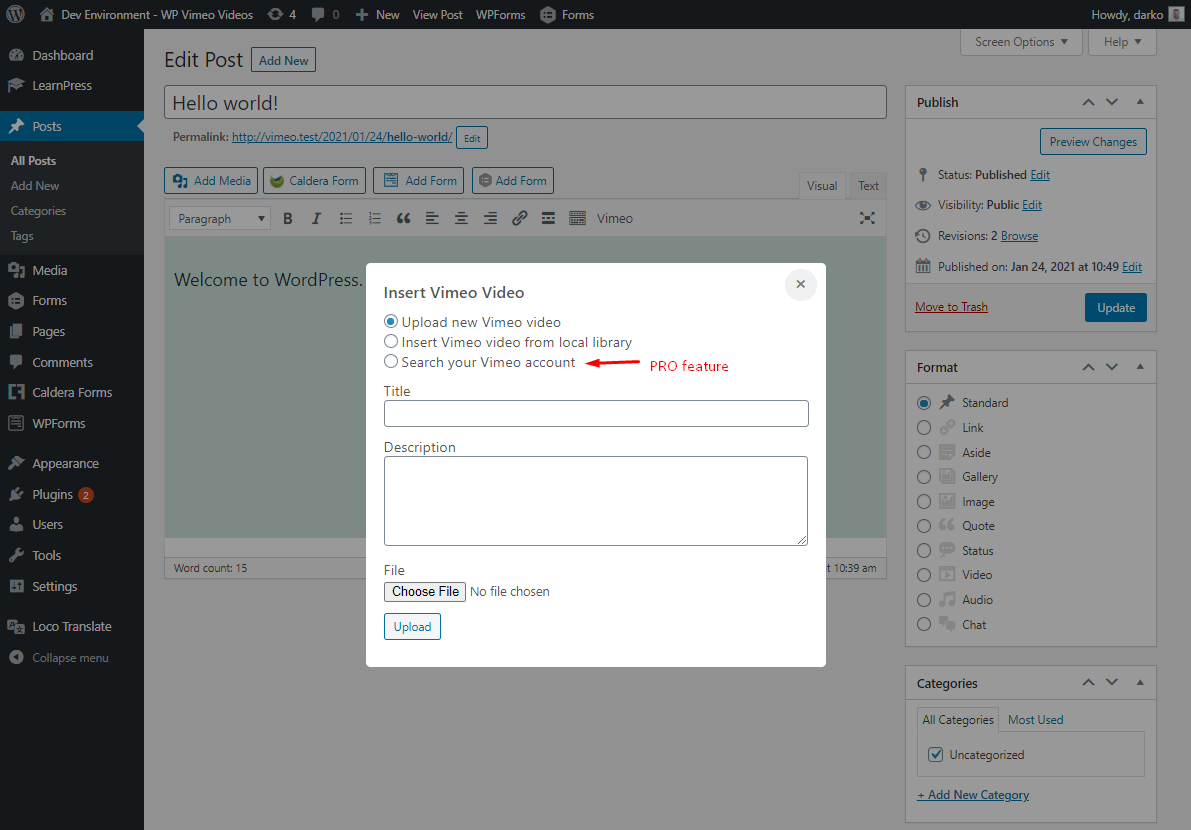 Dev Environment - WP Vimeo Videos 4 0 New View Post WPForms Forms Howdy, darko
Dashboard
LearnPress
Posts
All Posts
Add New
Categories
Tags
Media
Forms
Pages
Comments
Caldera Forms
WPForms
Appearance
Plugins 2
Users
Tools
Settings
Loco Translate
Collapse menu
Screen Options Help
Edit Post Add New
Hello world!
Permalink: http://vimeo.test/2021/01/24/hello-world/ Edit
Add Media Caldera Form Add Form Add Form
Visual Text
Paragraph B I Vimeo
Welcome to WordPress.
Word count: 15 t 10:39 am
Insert Vimeo Video
Upload new Vimeo video
Insert Vimeo video from local library
Search your Vimeo account PRO feature
Title
Description
File
Choose File No file chosen
Upload
Publish
Preview Changes
Status: Published Edit
Visibility: Public Edit
Revisions: 2 Browse
Published on: Jan 24, 2021 at 10:49 Edit
Move to Trash Update
Format
Standard
Link
Aside
Gallery
Image
Quote
Status
Video
Audio
Chat
Categories
All Categories Most Used
Uncategorized
+ Add New Category